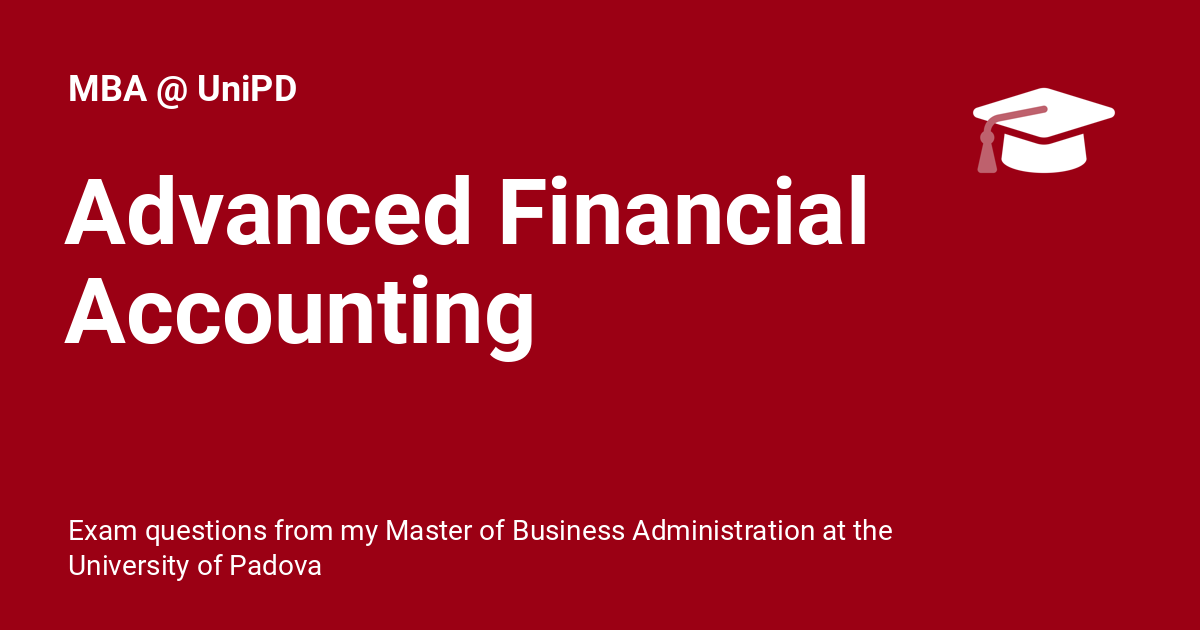 MBA @ UniPD
Advanced Financial
Accounting
Exam questions from my Master of Business Administration at the
University of Padova